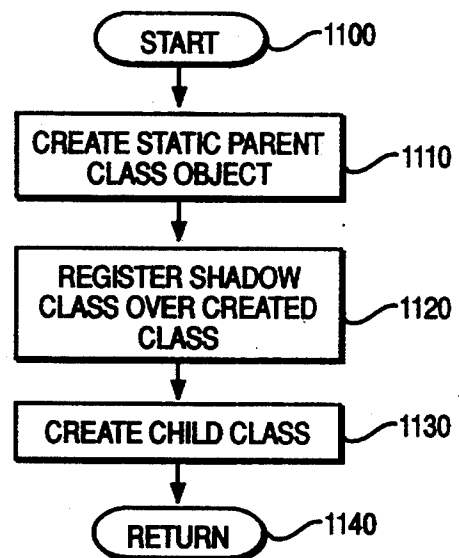 START
1100
CREATE STATIC PARENT
CLASS OBJECT
1110
REGISTER SHADOW
CLASS OVER CREATED
CLASS
1120
CREATE CHILD CLASS
1130
RETURN
1140